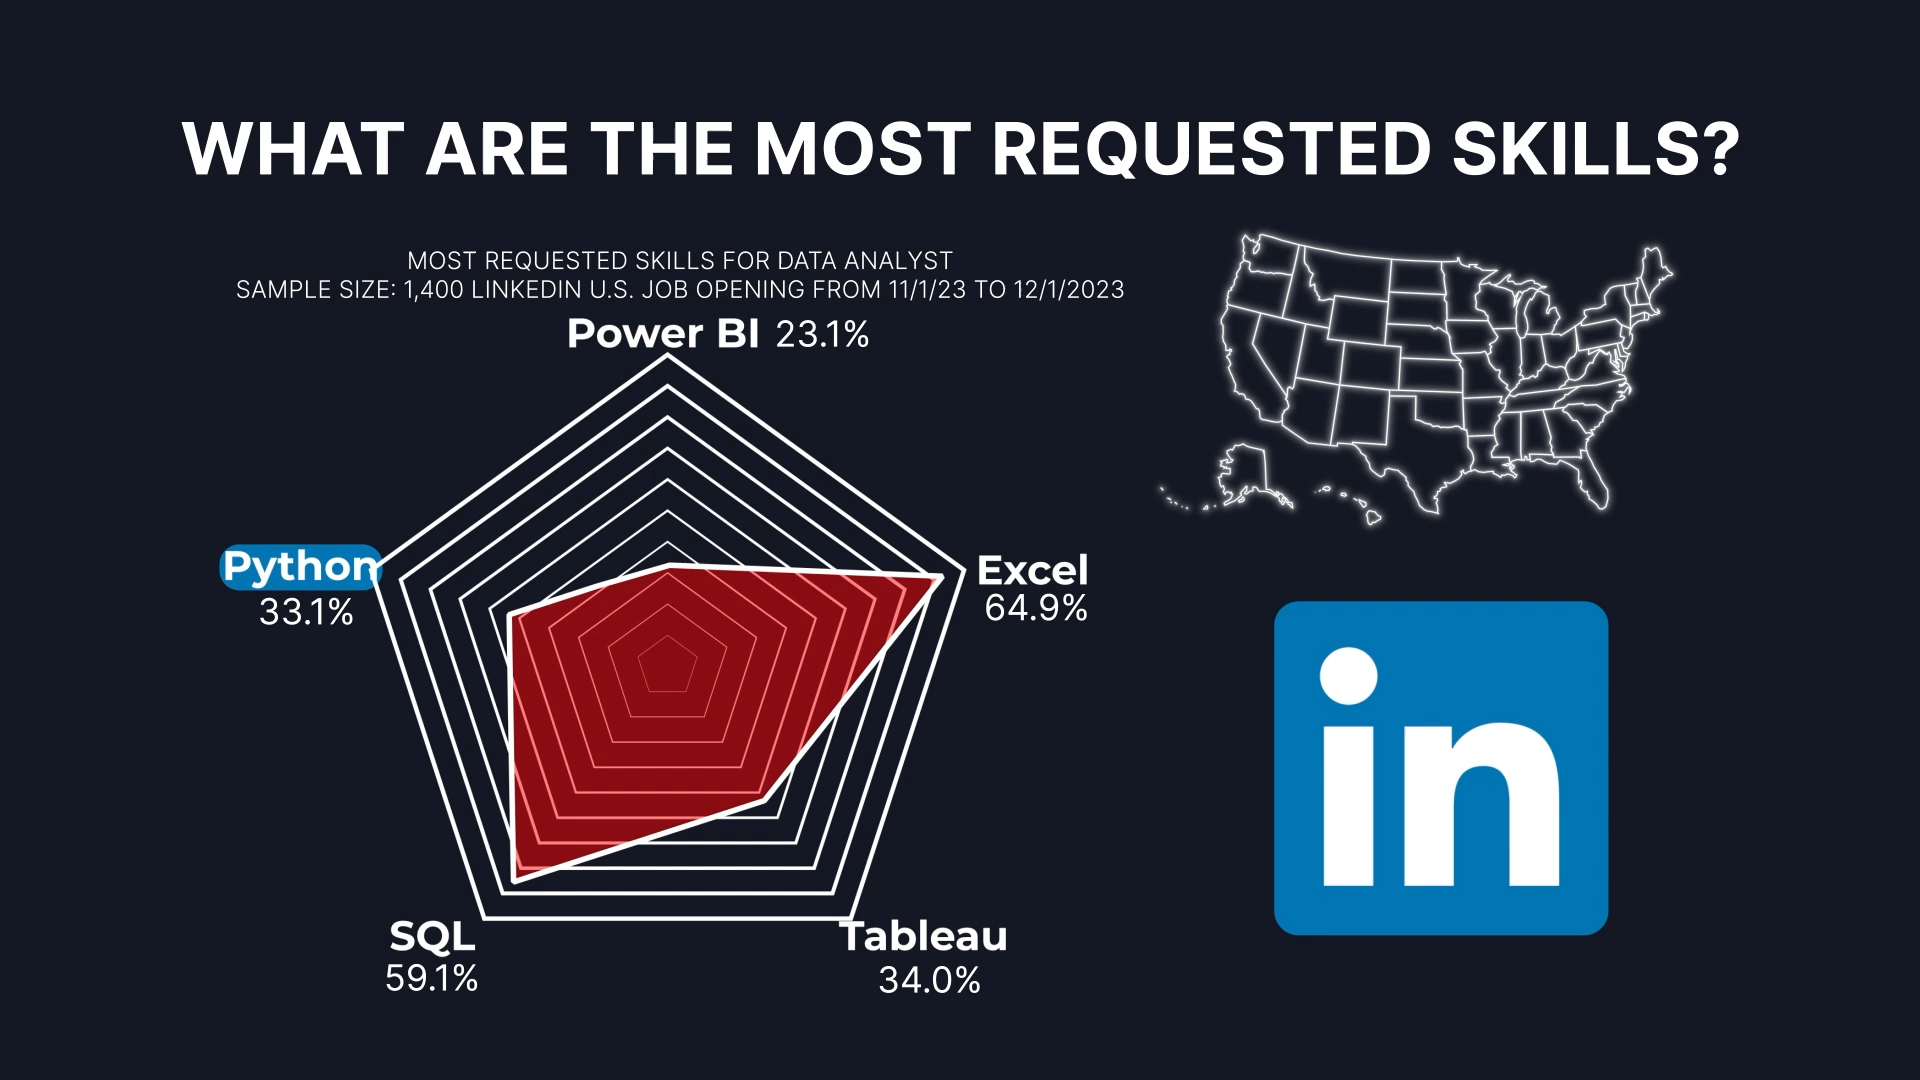 WHAT ARE THE MOST REQUESTED SKILLS?
MOST REQUESTED SKILLS FOR DATA ANALYST
SAMPLE SIZE: 1,400 LINKEDIN U.S. JOB OPENING FROM 11/1/23 TO 12/1/2023
Power BI 23.1%
Python
33.1%
Excel
64.9%
SQL
59.1%
Tableau
34.0%
in